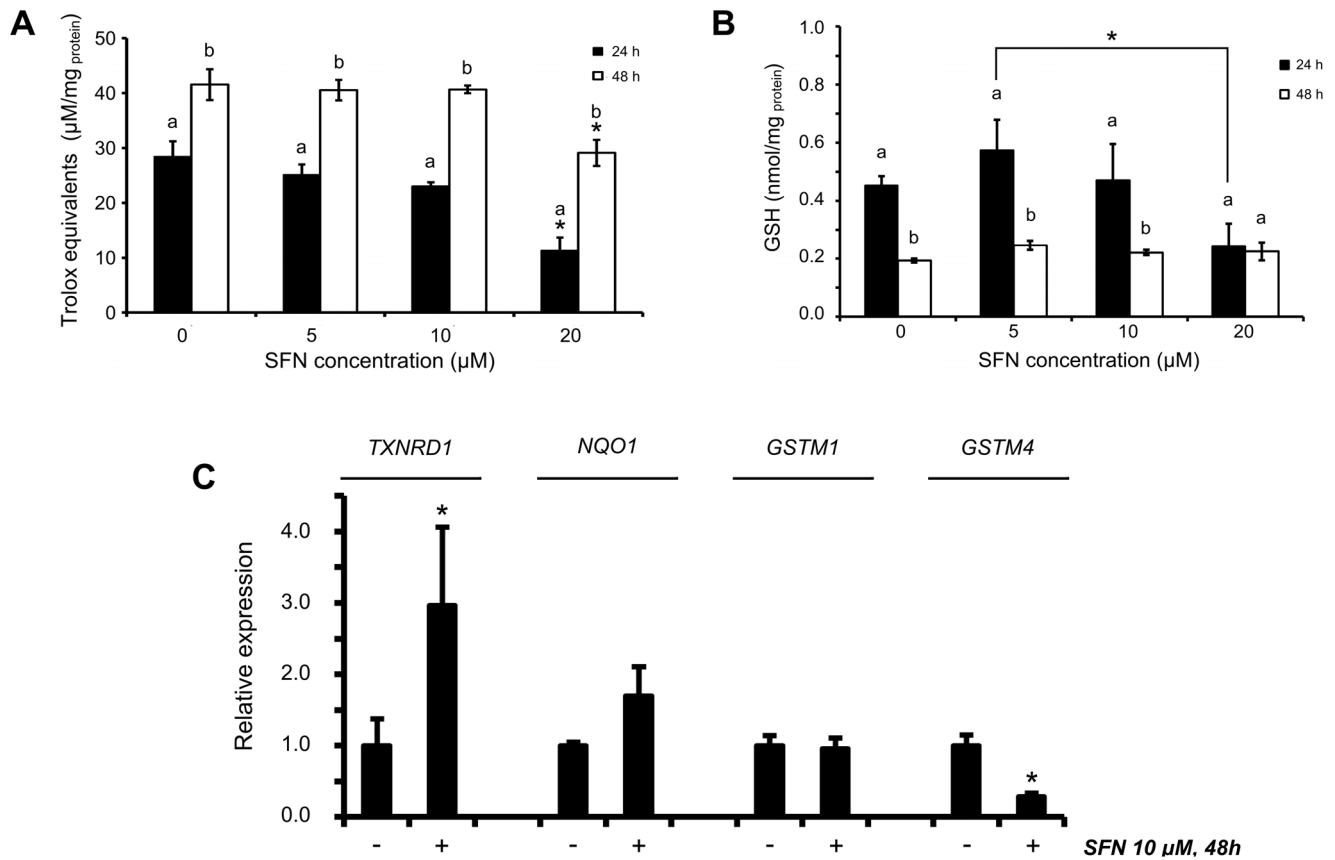 A
Trolox equivalents (µM/mg protein)
50
40
30
20
10
0
a
b
a
b
a
b
a
*
b
*
24 h
48 h
0
5
10
20
SFN concentration (µM)
B
GSH (nmol/mg protein)
1.0
0.8
0.6
0.4
0.2
0.0
*
a
b
a
b
a
b
a
a
24 h
48 h
0
5
10
20
SFN concentration (µM)
C
TXNRD1
NQO1
GSTM1
GSTM4
Relative expression
4.0
3.0
2.0
1.0
0.0
*
*
- + - + - + - + SFN 10 µM, 48h